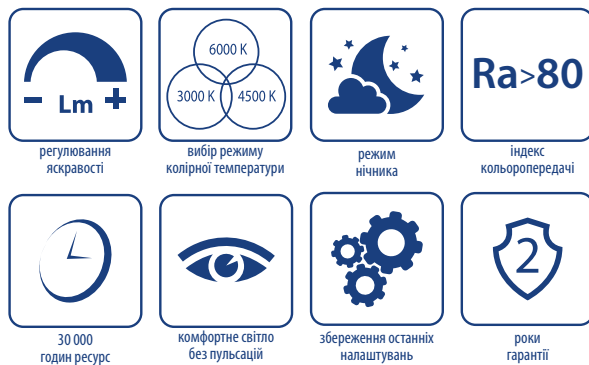 − Lm +
6000 K
3000 K 4500 K
Ra>80
регулювання
яскравості
вибір режиму
колірної температури
режим
нічника
індекс
кольоропередачі
2
30 000
годин ресурс
комфортне світло
без пульсацій
збереження останніх
налаштувань
роки
гарантії